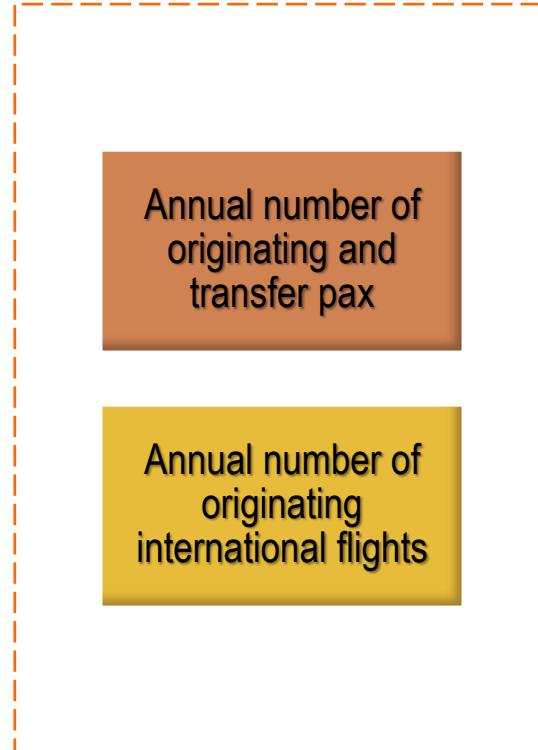 Annual number of
originating and
transfer pax
Annual number of
originating
international flights